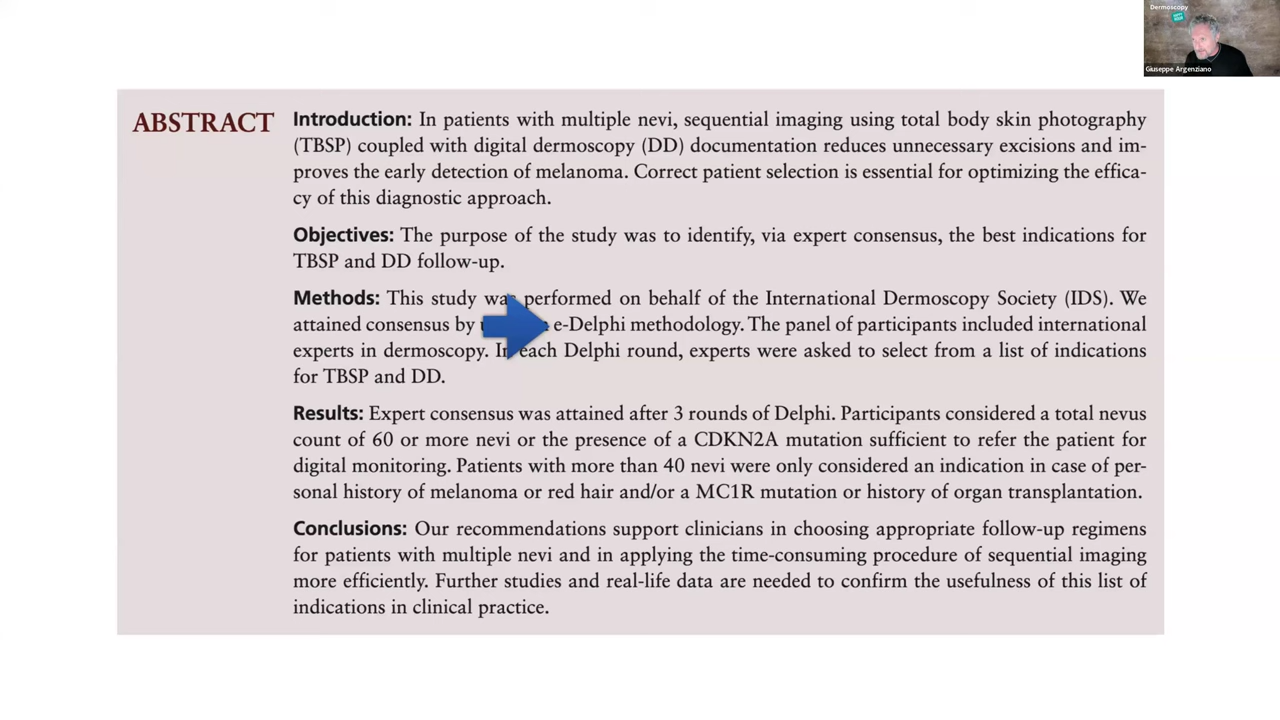 Dermoscopy
Giuseppe Argenziano
ABSTRACT
Introduction: In patients with multiple nevi, sequential imaging using total body skin photography
(TBSP) coupled with digital dermoscopy (DD) documentation reduces unnecessary excisions and im-
proves the early detection of melanoma. Correct patient selection is essential for optimizing the effica-
cy of this diagnostic approach.
Objectives: The purpose of the study was to identify, via expert consensus, the best indications for
TBSP and DD follow-up.
Methods: This study was performed on behalf of the International Dermoscopy Society (IDS). We
attained consensus by e-Delphi methodology. The panel of participants included international
experts in dermoscopy. In each Delphi round, experts were asked to select from a list of indications
for TBSP and DD.
Results: Expert consensus was attained after 3 rounds of Delphi. Participants considered a total nevus
count of 60 or more nevi or the presence of a CDKN2A mutation sufficient to refer the patient for
digital monitoring. Patients with more than 40 nevi were only considered an indication in case of per-
sonal history of melanoma or red hair and/or a MC1R mutation or history of organ transplantation.
Conclusions: Our recommendations support clinicians in choosing appropriate follow-up regimens
for patients with multiple nevi and in applying the time-consuming procedure of sequential imaging
more efficiently. Further studies and real-life data are needed to confirm the usefulness of this list of
indications in clinical practice.